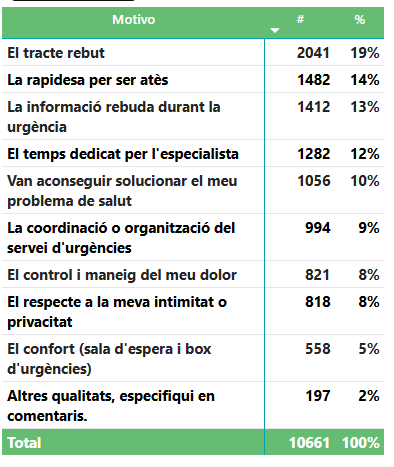 Motivo # %
El tracte rebut 2041 19%
La rapidesa per ser atès 1482 14%
La informació rebuda durant la 1412 13%
urgència
El temps dedicat per l'especialista 1282 12%
Van aconseguir solucionar el meu 1056 10%
problema de salut
La coordinació o organització del 994 9%
servei d'urgències
El control i maneig del meu dolor 821 8%
El respecte a la meva intimitat o 818 8%
privacitat
El confort (sala d'espera i box 558 5%
d'urgències)
Altres qualitats, especifiqui en 197 2%
comentaris.
Total 10661 100%